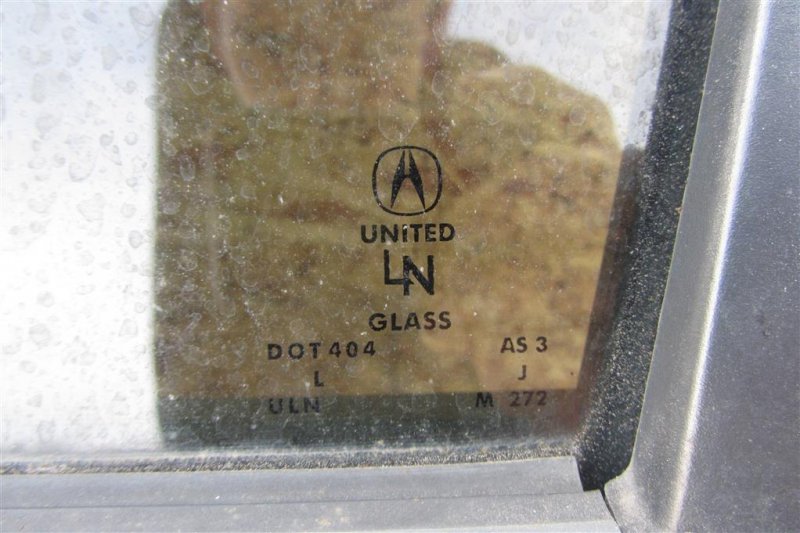 UNiTED
LN
GLASS
DOT 404 AS 3
L J
ULN M 272